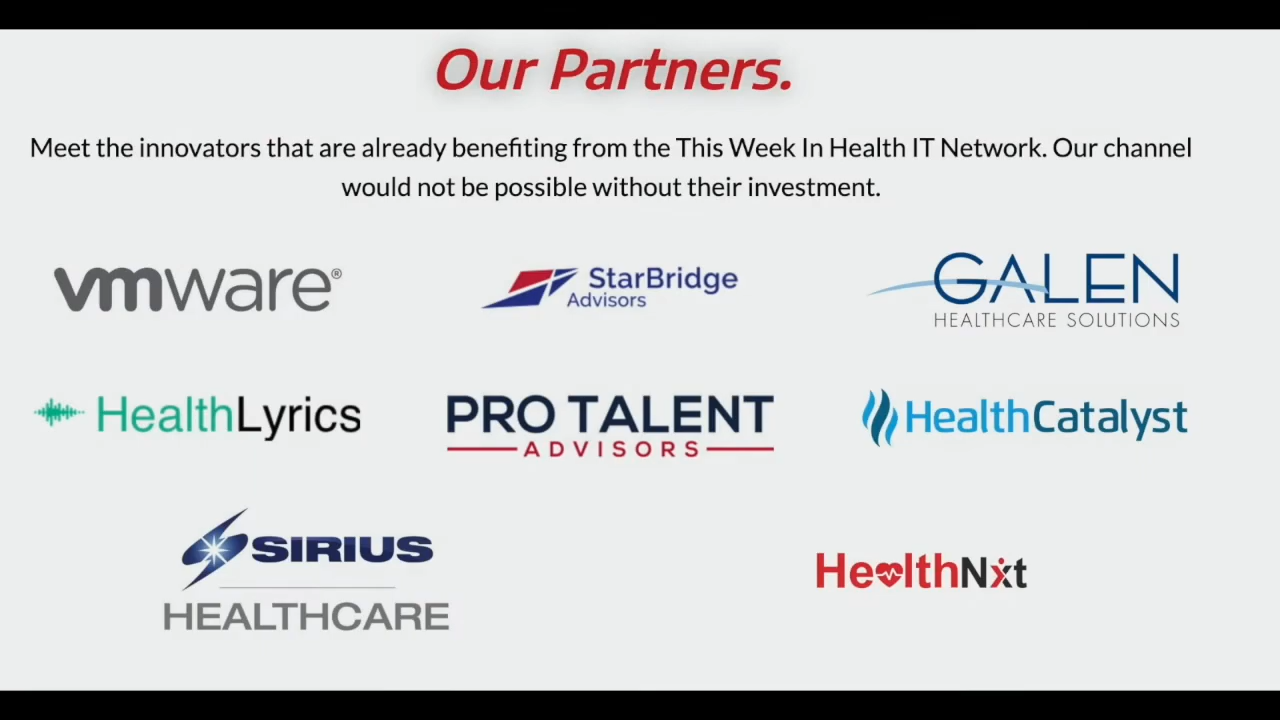 Our Partners.
Meet the innovators that are already benefiting from the This Week In Health IT Network. Our channel
would not be possible without their investment.
vmware®
StarBridge
Advisors
GALEN
HEALTHCARE SOLUTIONS
HealthLyrics
PRO TALENT
ADVISORS
HealthCatalyst
SIRIUS
HEALTHCARE
HealthNxt